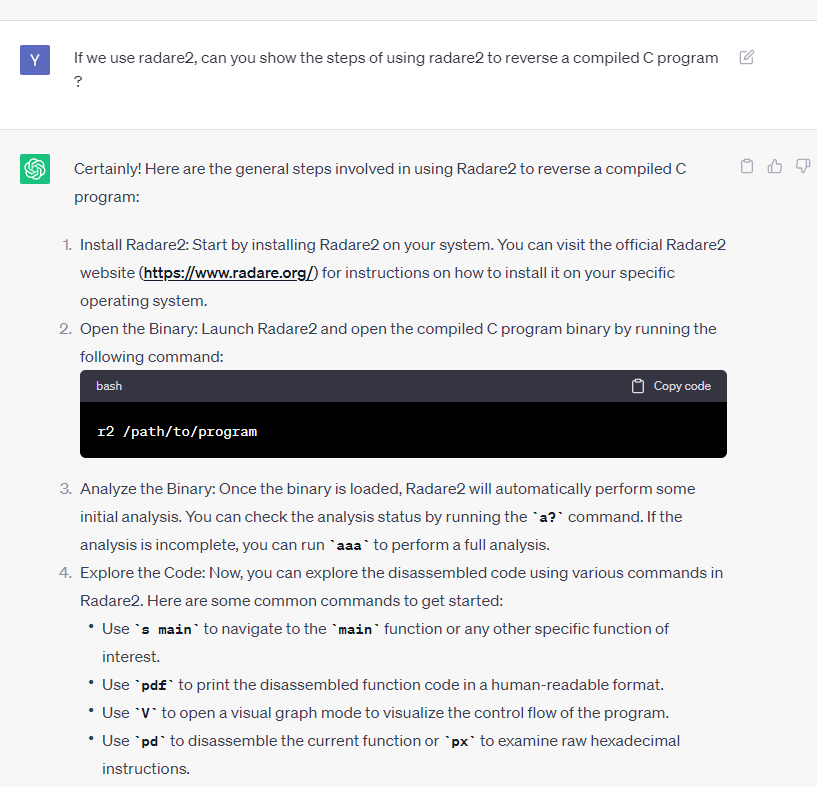 Y
If we use radare2, can you show the steps of using radare2 to reverse a compiled C program
?
Certainly! Here are the general steps involved in using Radare2 to reverse a compiled C
program:
1. Install Radare2: Start by installing Radare2 on your system. You can visit the official Radare2
website (https://www.radare.org/) for instructions on how to install it on your specific
operating system.
2. Open the Binary: Launch Radare2 and open the compiled C program binary by running the
following command:
bash Copy code
r2 /path/to/program
3. Analyze the Binary: Once the binary is loaded, Radare2 will automatically perform some
initial analysis. You can check the analysis status by running the `a?` command. If the
analysis is incomplete, you can run `aaa` to perform a full analysis.
4. Explore the Code: Now, you can explore the disassembled code using various commands in
Radare2. Here are some common commands to get started:
• Use `s main` to navigate to the `main` function or any other specific function of
interest.
• Use `pdf` to print the disassembled function code in a human-readable format.
• Use `V` to open a visual graph mode to visualize the control flow of the program.
• Use `pd` to disassemble the current function or `px` to examine raw hexadecimal
instructions.